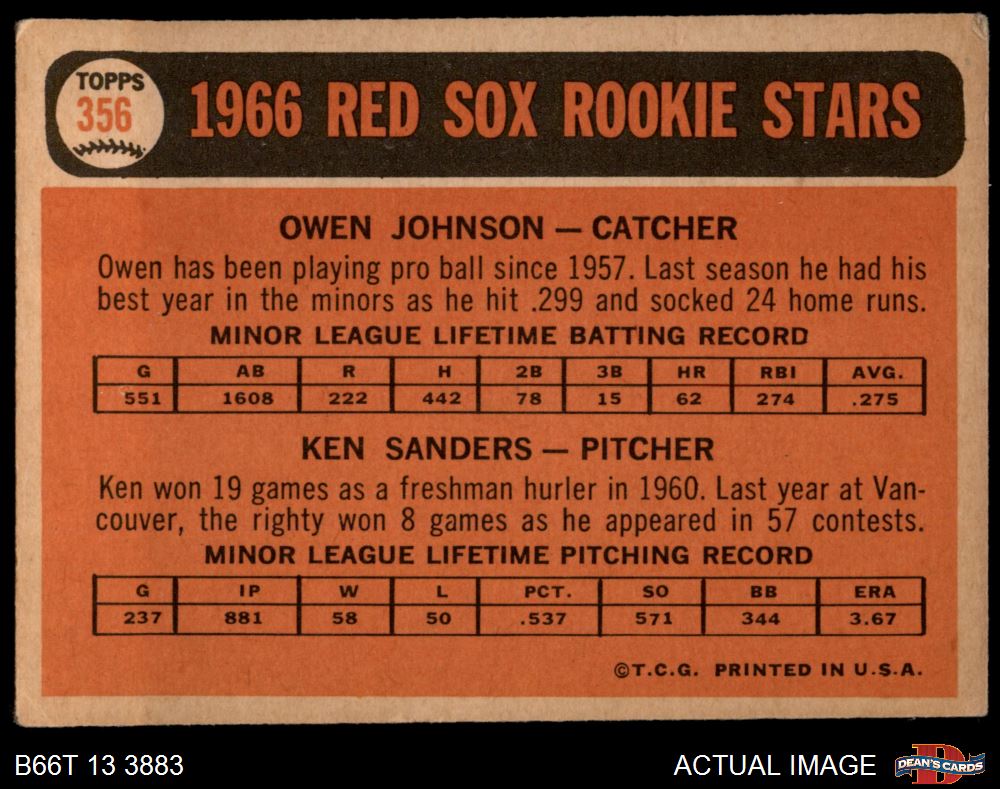 TOPPS
356
1966 RED SOX ROOKIE STARS
OWEN JOHNSON — CATCHER
Owen has been playing pro ball since 1957. Last season he had his
best year in the minors as he hit .299 and socked 24 home runs.
MINOR LEAGUE LIFETIME BATTING RECORD
G AB R H 2B 3B HR RBI AVG.
551 1608 222 442 78 15 62 274 .275
KEN SANDERS — PITCHER
Ken won 19 games as a freshman hurler in 1960. Last year at Van-
couver, the righty won 8 games as he appeared in 57 contests.
MINOR LEAGUE LIFETIME PITCHING RECORD
G IP W L PCT. SO BB ERA
237 881 58 50 .537 571 344 3.67
©T.C.G. PRINTED IN U.S.A.
B66T 13 3883
ACTUAL IMAGE
D
DEAN'S CARDS